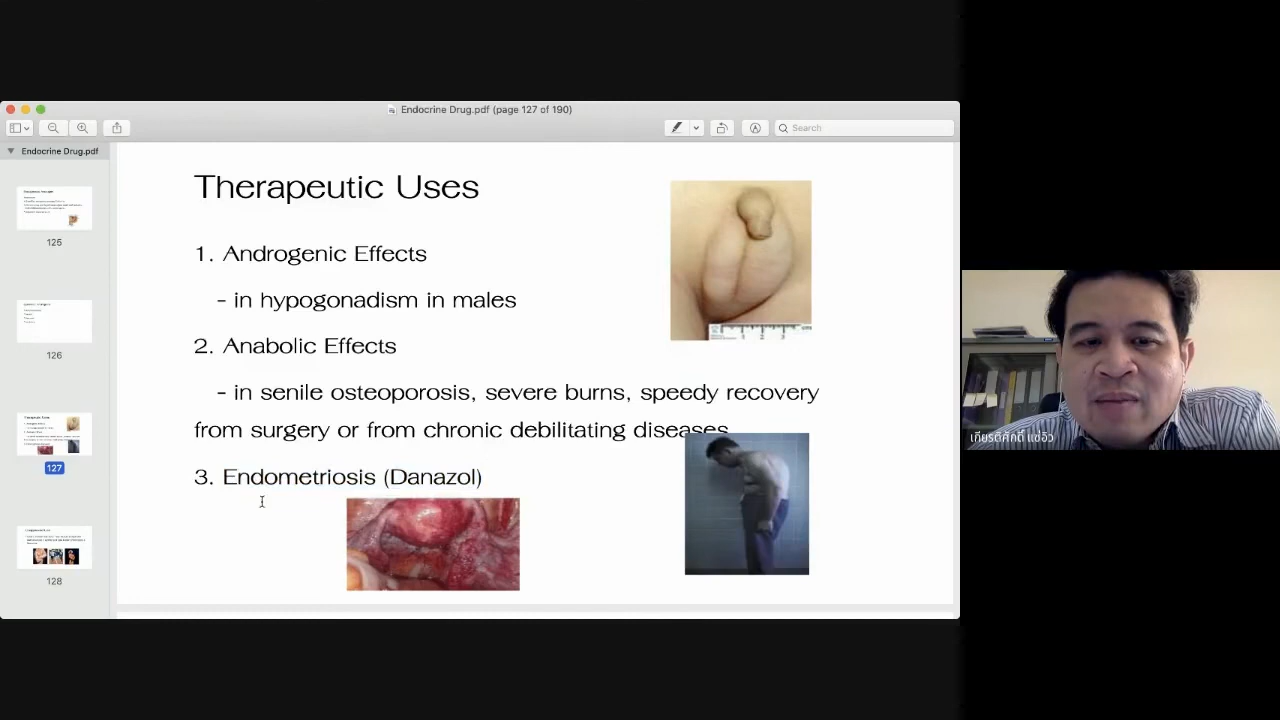 Endocrine Drug.pdf (page 127 of 190)
Search
Endocrine Drug.pdf
125
126
127
128
Therapeutic Uses
1. Androgenic Effects
- in hypogonadism in males
2. Anabolic Effects
- in senile osteoporosis, severe burns, speedy recovery
from surgery or from chronic debilitating diseases
3. Endometriosis (Danazol)
เกียรติศักดิ์ แซ่อิว